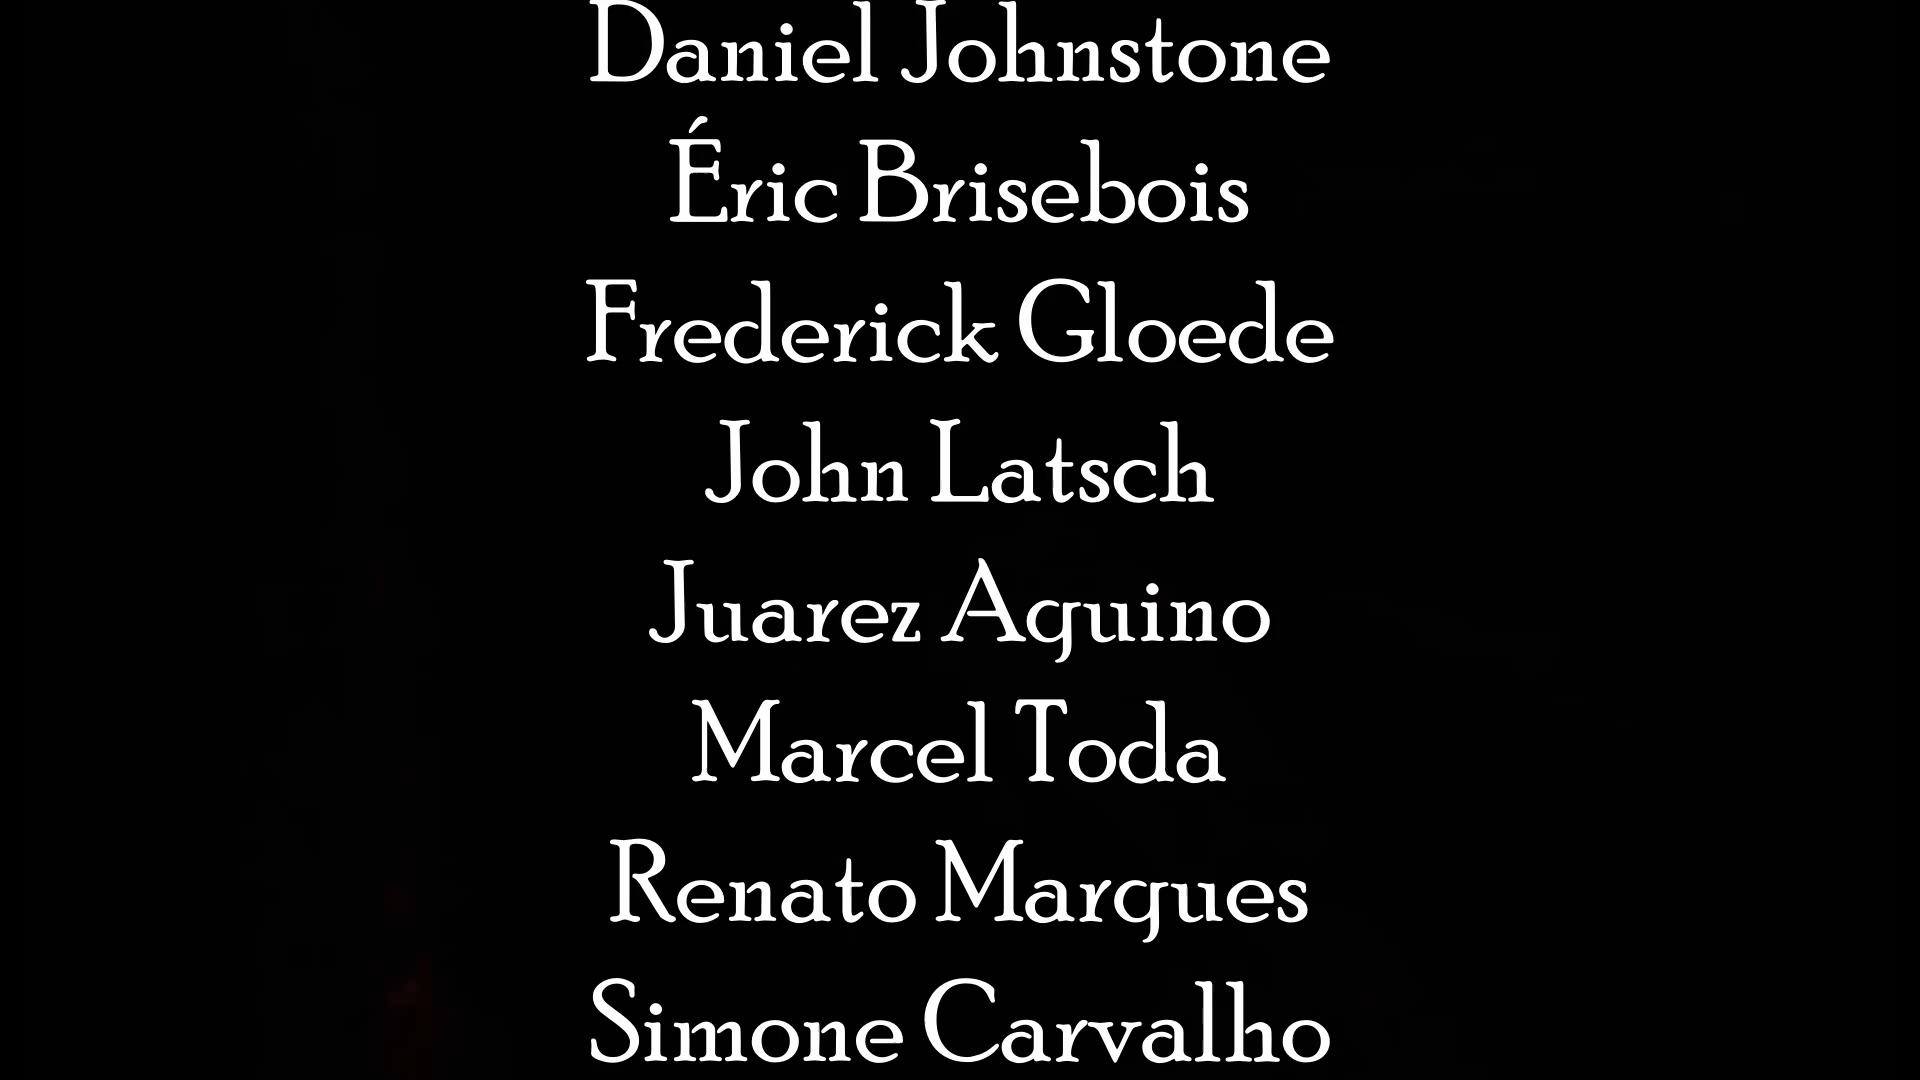 Daniel Johnstone
Éric Brisebois
Frederick Gloede
John Latsch
Juarez Aquino
Marcel Toda
Renato Marques
Simone Carvalho